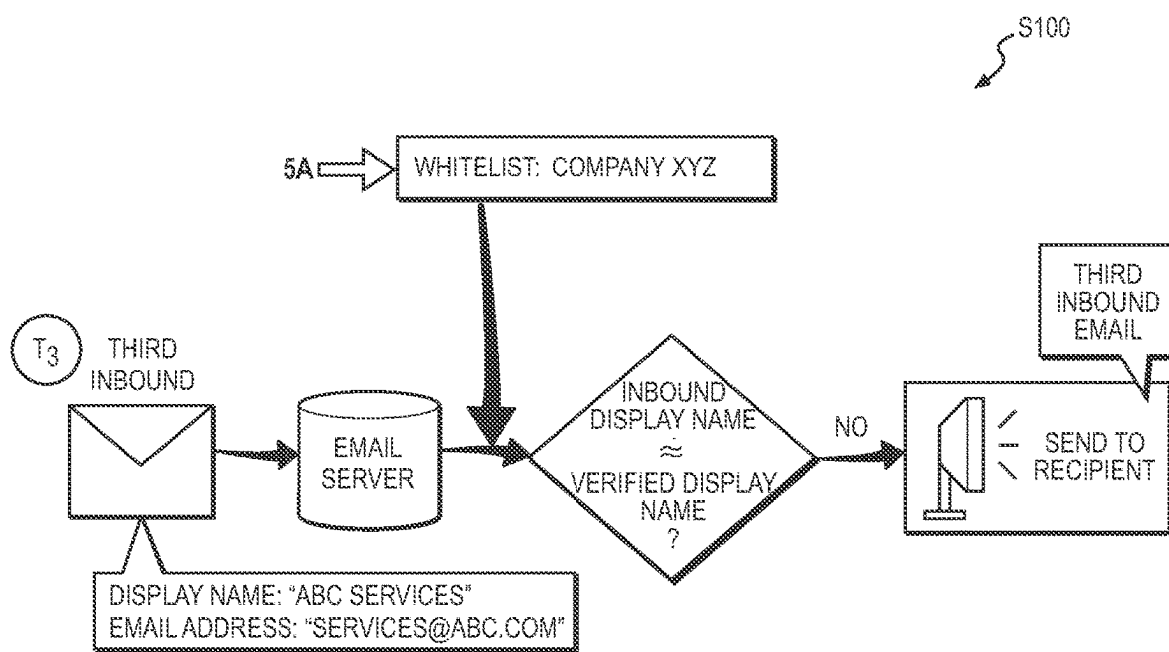 S100
5A
WHITELIST: COMPANY XYZ
T3
THIRD
INBOUND
EMAIL
SERVER
INBOUND
DISPLAY NAME
≈
VERIFIED DISPLAY
NAME
?
NO
THIRD
INBOUND
EMAIL
SEND TO
RECIPIENT
DISPLAY NAME: "ABC SERVICES"
EMAIL ADDRESS: "SERVICES@ABC.COM"